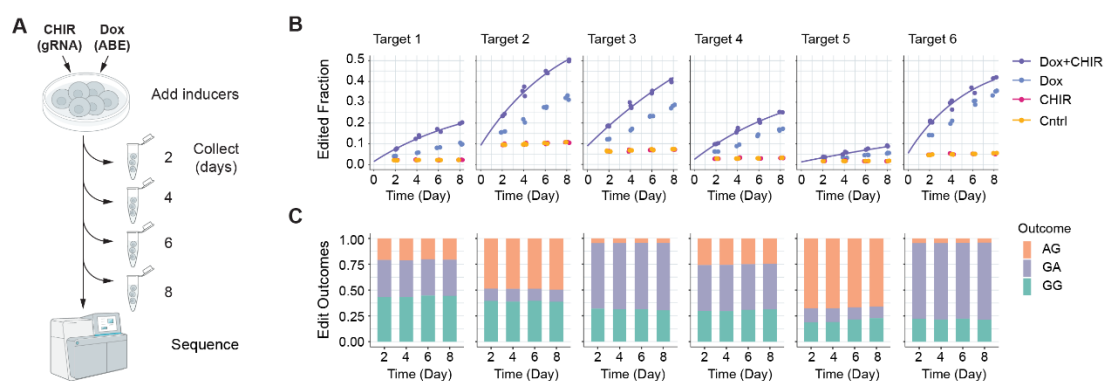 A
CHIR
(gRNA)
Dox
(ABE)
Add inducers
Collect
(days)
2
4
6
8
Sequence
B
Target 1 Target 2 Target 3 Target 4 Target 5 Target 6
Edited Fraction
0.5
0.4
0.3
0.2
0.1
0.0
0 2 4 6 8 0 2 4 6 8 0 2 4 6 8 0 2 4 6 8 0 2 4 6 8 0 2 4 6 8
Time (Day) Time (Day) Time (Day) Time (Day) Time (Day) Time (Day)
Dox+CHIR
Dox
CHIR
Cntrl
C
Edit Outcomes
1.00
0.75
0.50
0.25
0.00
2 4 6 8 2 4 6 8 2 4 6 8 2 4 6 8 2 4 6 8 2 4 6 8
Time (Day) Time (Day) Time (Day) Time (Day) Time (Day) Time (Day)
Outcome
AG
GA
GG